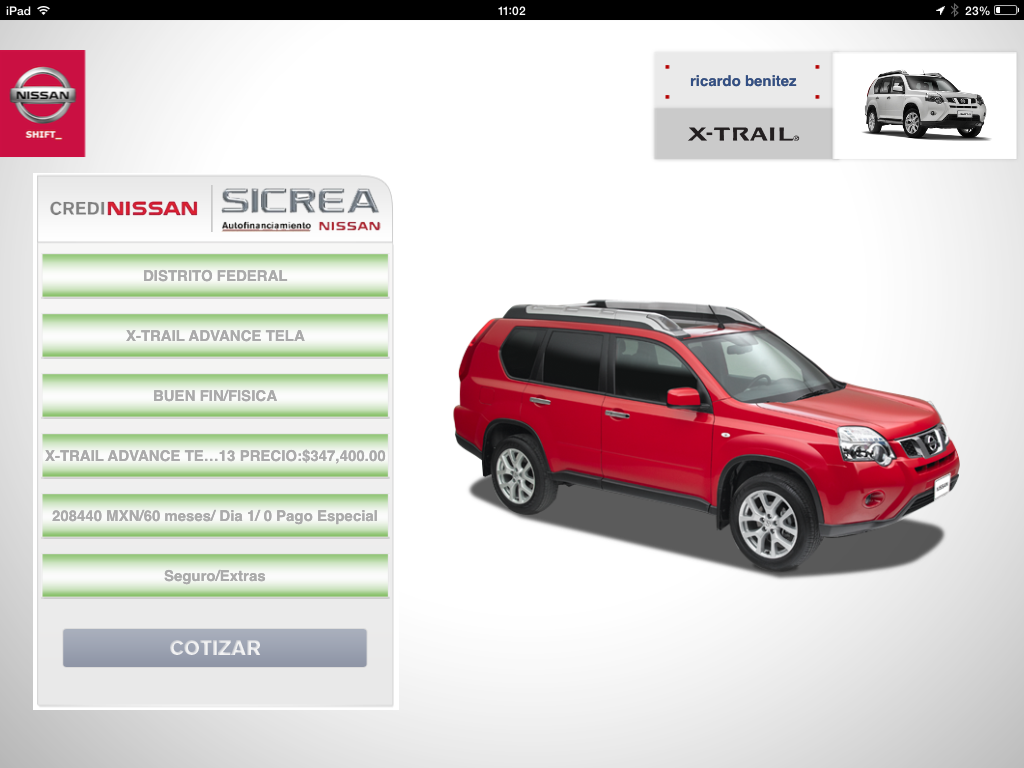 iPad 11:02 23%
NISSAN
SHIFT_
ricardo benitez
X-TRAIL®
CREDINISSAN
SICREA
Autofinanciamiento NISSAN
DISTRITO FEDERAL
X-TRAIL ADVANCE TELA
BUEN FIN/FISICA
X-TRAIL ADVANCE TE...13 PRECIO:$347,400.00
208440 MXN/60 meses/ Dia 1/ 0 Pago Especial
Seguro/Extras
COTIZAR